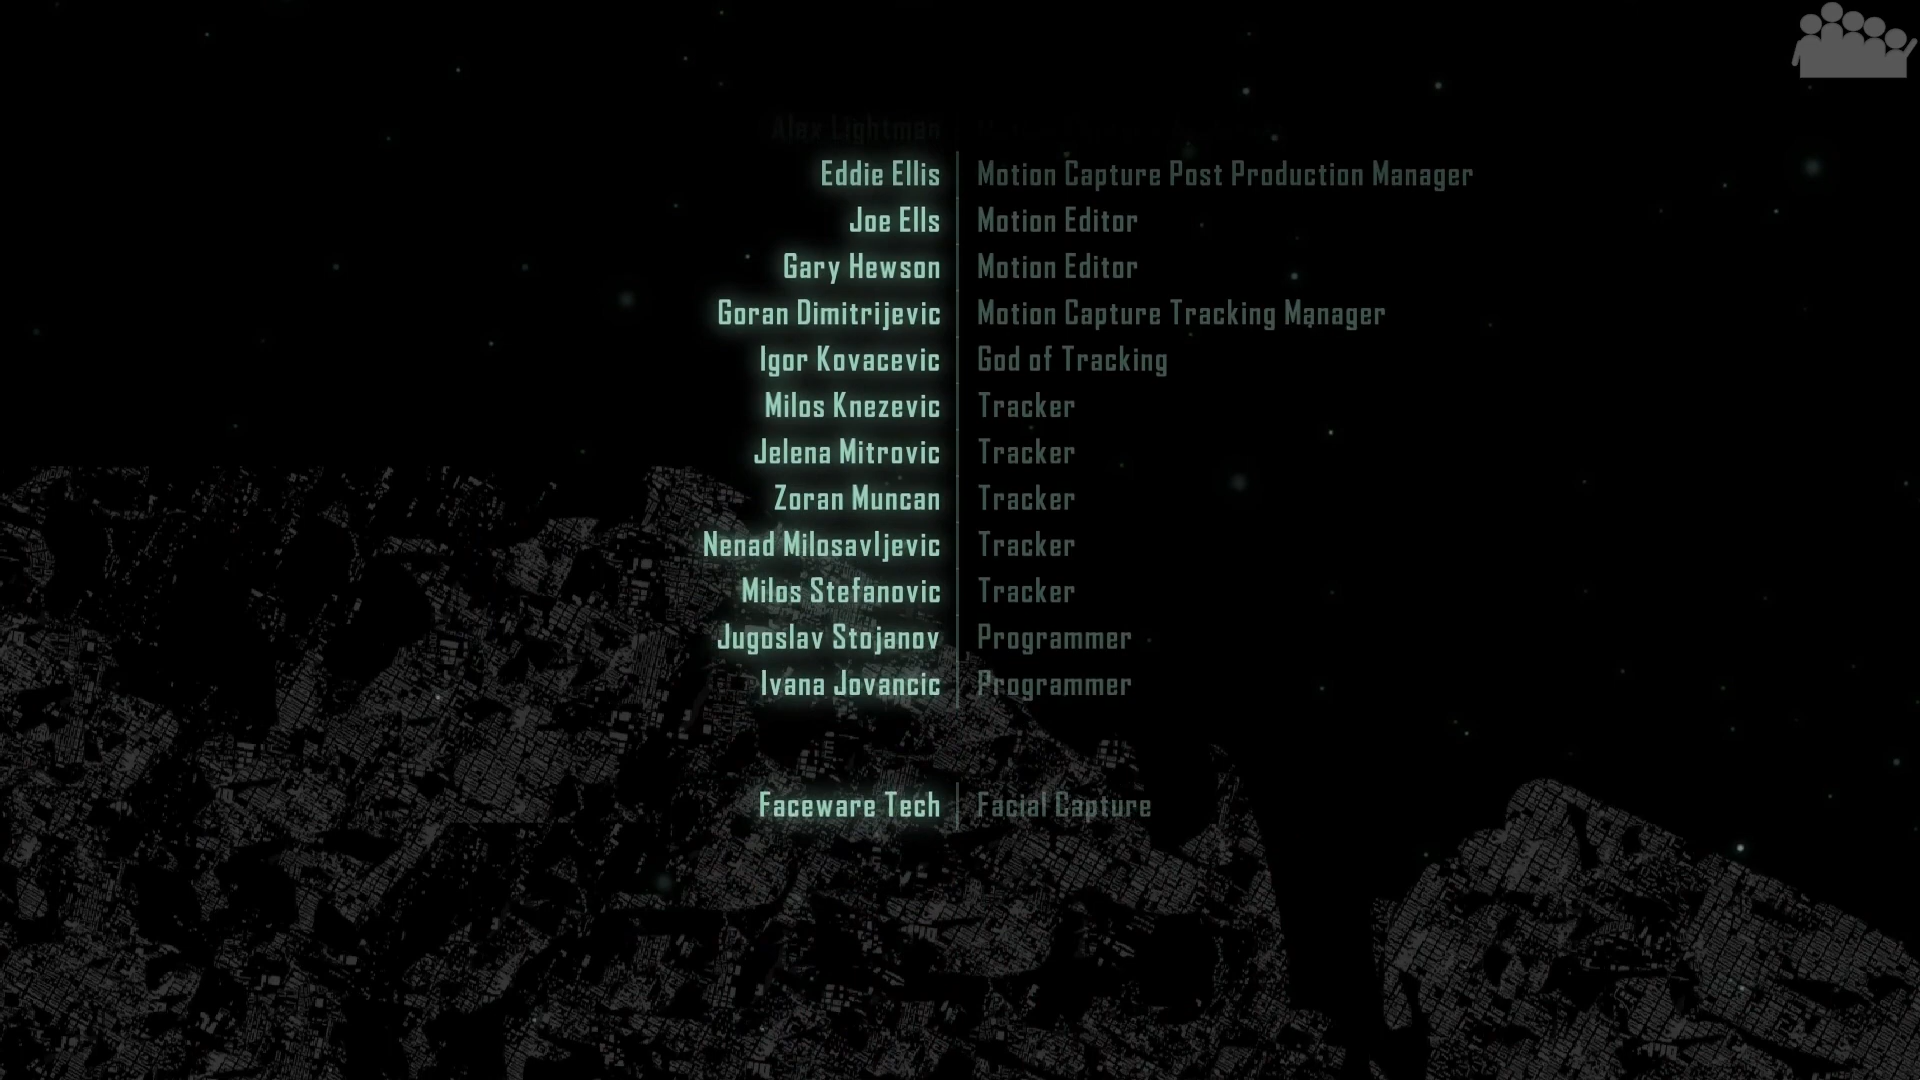 Alex Lightman
Eddie Ellis Motion Capture Post Production Manager
Joe Ells Motion Editor
Gary Hewson Motion Editor
Goran Dimitrijevic Motion Capture Tracking Manager
Igor Kovacevic God of Tracking
Milos Knezevic Tracker
Jelena Mitrovic Tracker
Zoran Muncan Tracker
Nenad Milosavljevic Tracker
Milos Stefanovic Tracker
Jugoslav Stojanov Programmer
Ivana Jovancic Programmer
Faceware Tech Facial Capture